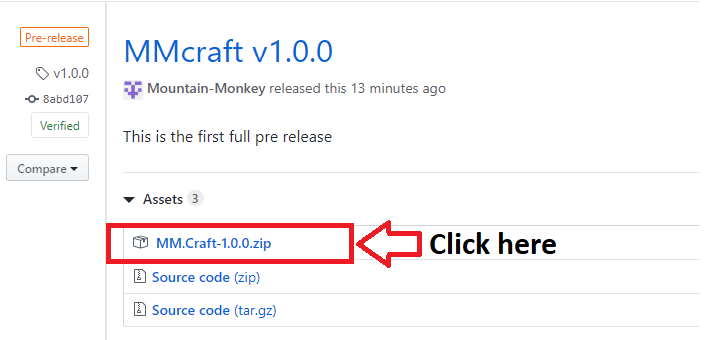 Pre-release
v1.0.0
8abd107
Verified
Compare
MMcraft v1.0.0
Mountain-Monkey released this 13 minutes ago
This is the first full pre release
Assets 3
MM.Craft-1.0.0.zip
Click here
Source code (zip)
Source code (tar.gz)